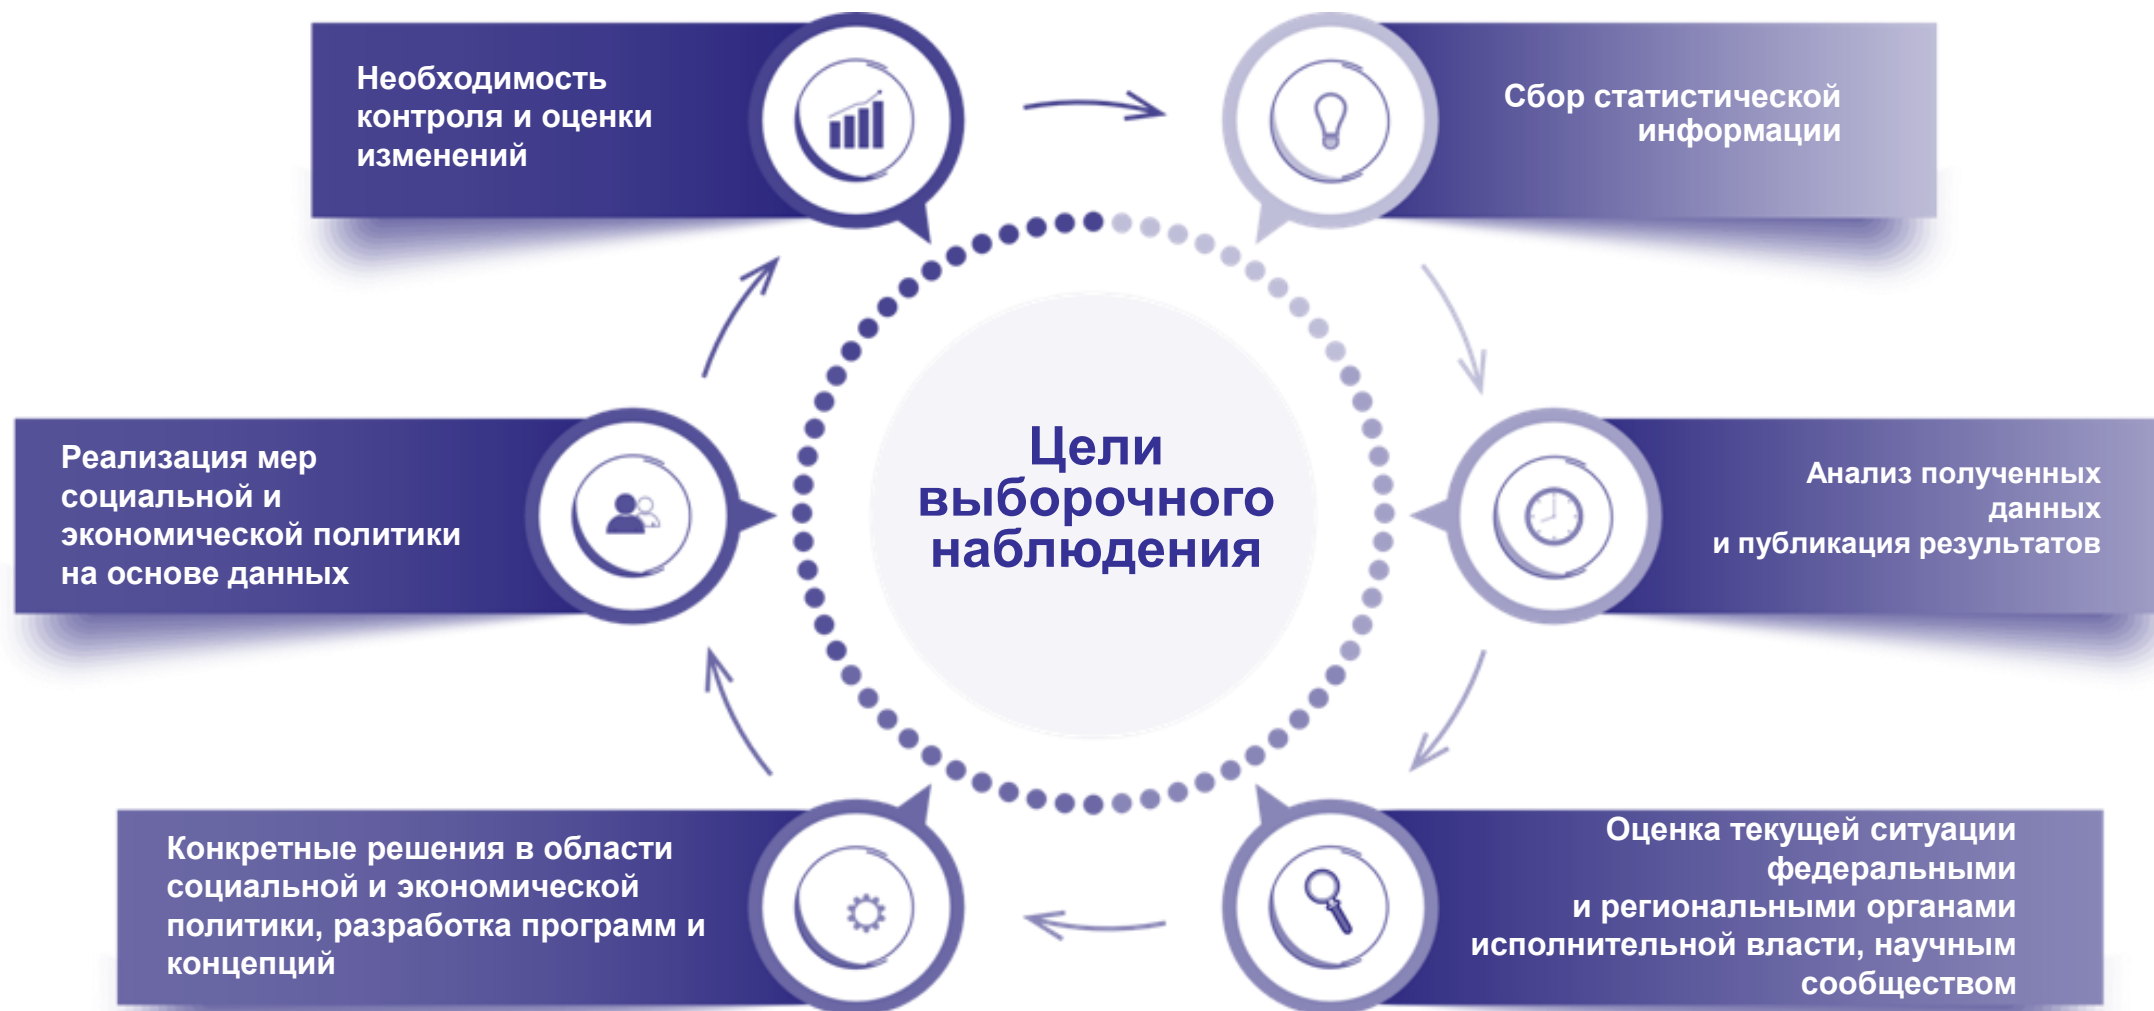 Необходимость
контроля и оценки
изменений
Сбор статистической
информации
Цели
выборочного
наблюдения
Реализация мер
социальной и
экономической политики
на основе данных
Анализ полученных
данных
и публикация результатов
Конкретные решения в области
социальной и экономической
политики, разработка программ и
концепций
Оценка текущей ситуации
федеральными
и региональными органами
исполнительной власти, научным
сообществом